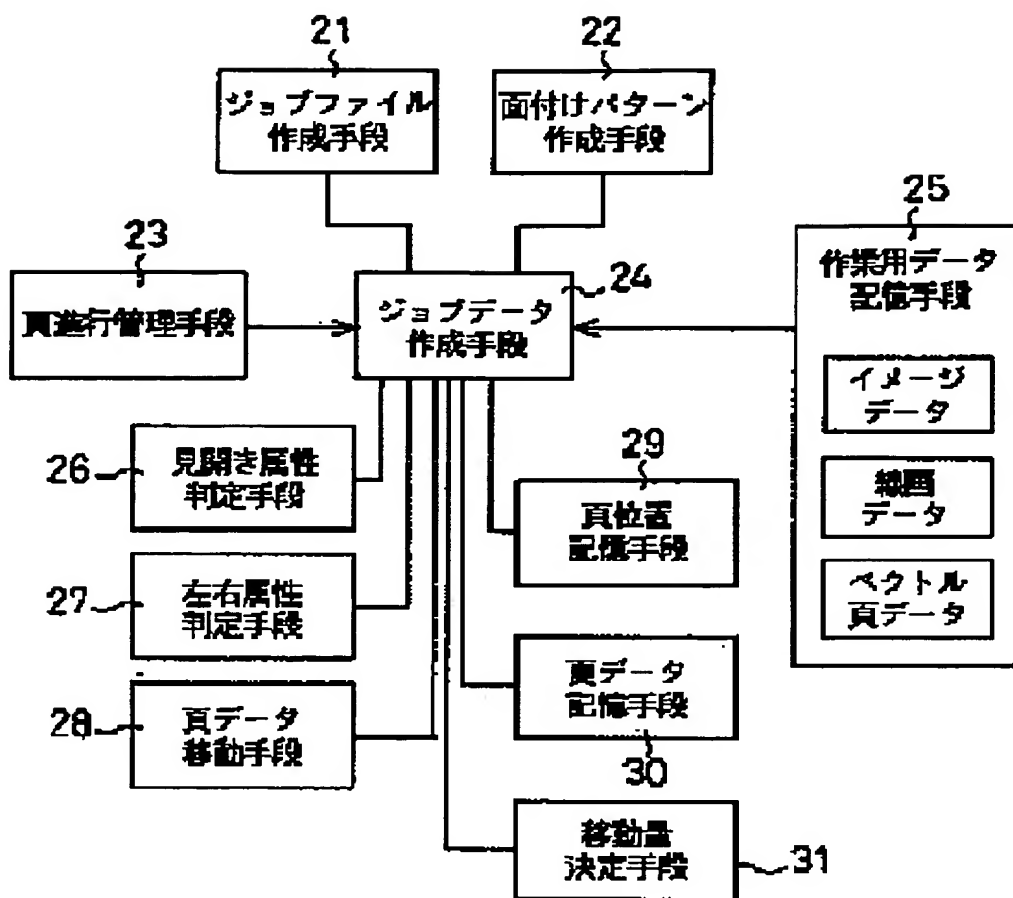 21
ジョブファイル
作成手段
22
面付けパターン
作成手段
23
頁進行管理手段
24
ジョブデータ
作成手段
25
作業用データ
記憶手段
イメージ
データ
線画
データ
ベクトル
頁データ
26
見開き属性
判定手段
27
左右属性
判定手段
28
頁データ
移動手段
29
頁位置
記憶手段
頁データ
記憶手段
30
移動量
決定手段
31